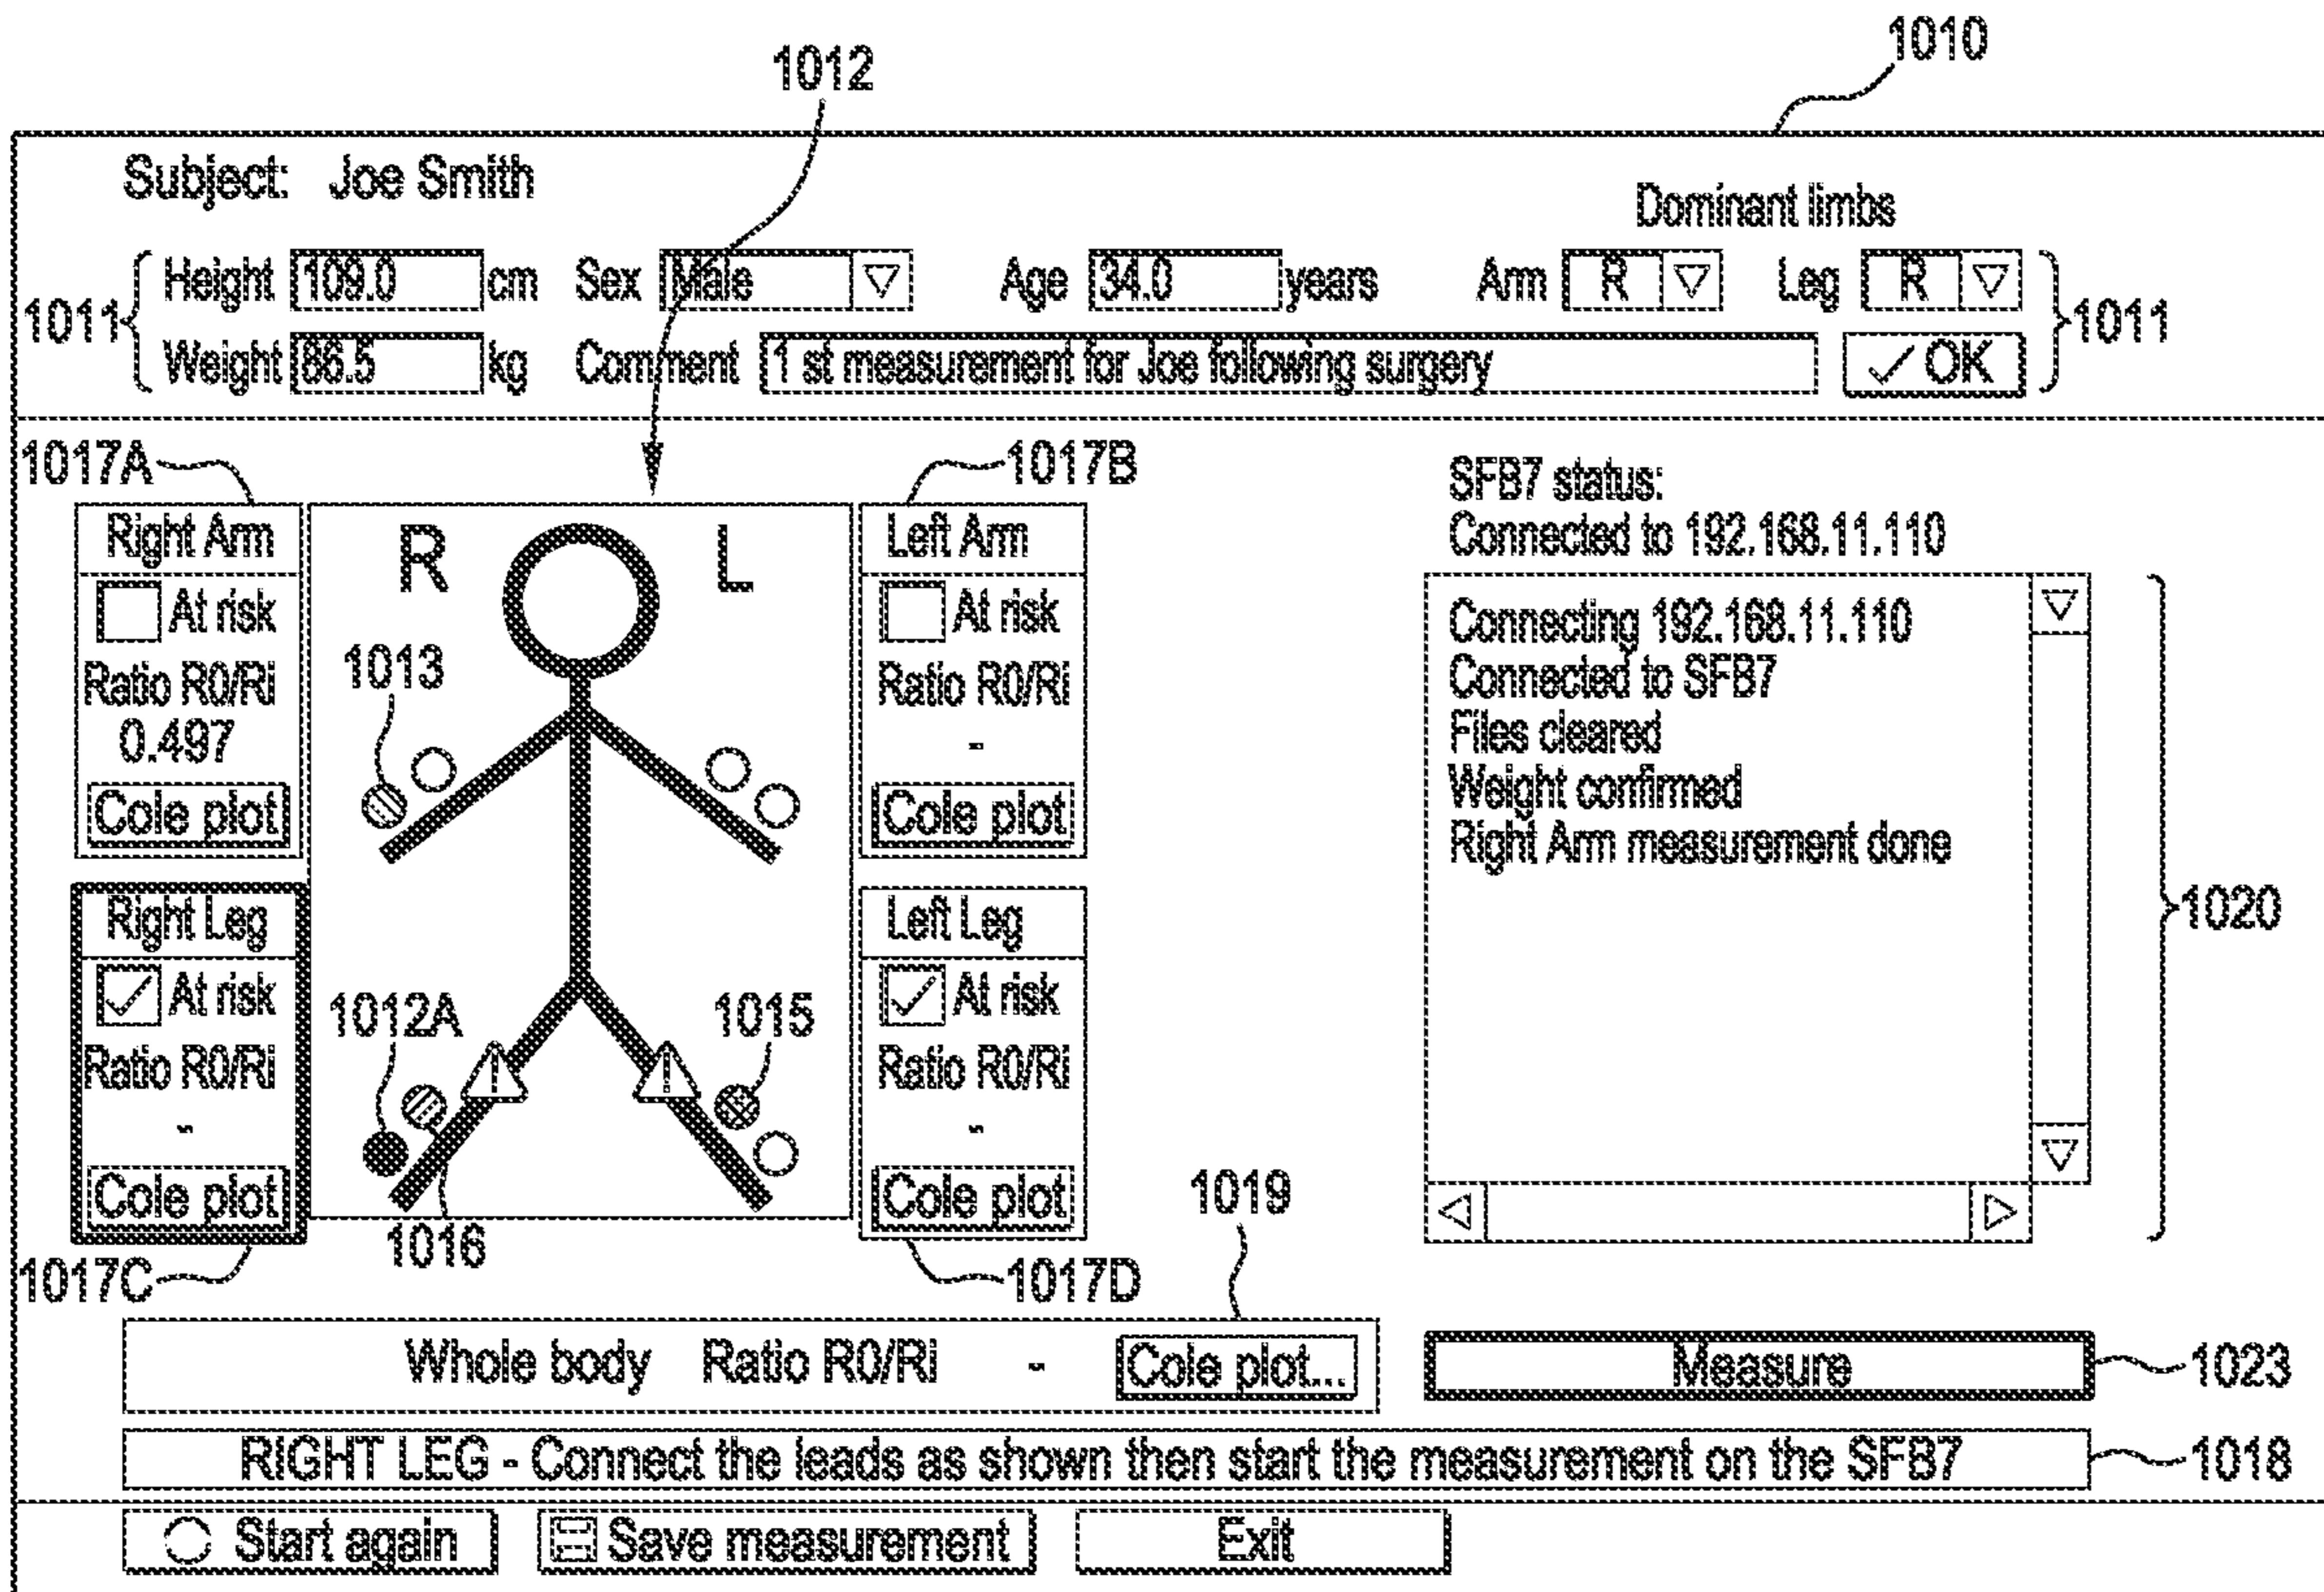 1010
1012
Subject: Joe Smith
Dominant limbs
1011 Height 109.0 cm Sex Male Age 34.0 years Arm R Leg R 1011
Weight 86.5 kg Comment 1 st measurement for Joe following surgery OK
1017A
1017B
SFB7 status:
Connected to 192.168.11.110
Right Arm
At risk
Ratio R0/Ri
0.497
Cole plot
R L
1013
Left Arm
At risk
Ratio R0/Ri
-
Cole plot
Connecting 192.168.11.110
Connected to SFB7
Files cleared
Weight confirmed
Right Arm measurement done
1020
Right Leg
At risk
Ratio R0/Ri
-
Cole plot
1012A
1015
!
!
1016
Left Leg
At risk
Ratio R0/Ri
-
Cole plot
1017C
1017D
1019
Whole body Ratio R0/Ri - Cole plot...
Measure
1023
RIGHT LEG - Connect the leads as shown then start the measurement on the SFB7
1018
Start again Save measurement Exit